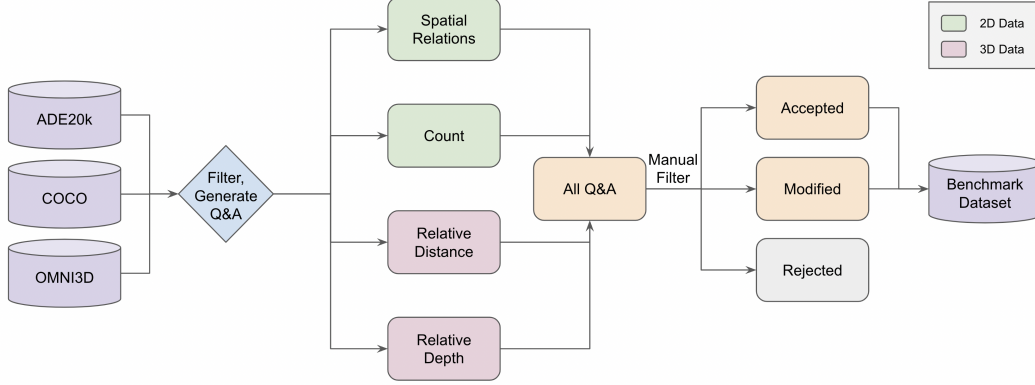 ADE20k
COCO
OMNI3D
Filter,
Generate
Q&A
Spatial
Relations
Count
Relative
Distance
Relative
Depth
All Q&A
Manual
Filter
Accepted
Modified
Rejected
Benchmark
Dataset
2D Data
3D Data